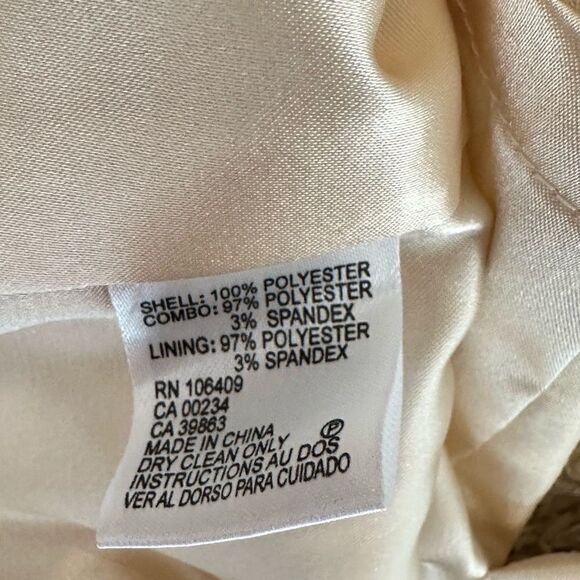 SHELL: 100% POLYESTER
COMBO: 97% POLYESTER
3% SPANDEX
LINING: 97% POLYESTER
3% SPANDEX
RN 106409
CA 00234
CA 39863
MADE IN CHINA
DRY CLEAN ONLY Ⓟ
INSTRUCTIONS AU DOS
VER AL DORSO PARA CUIDADO